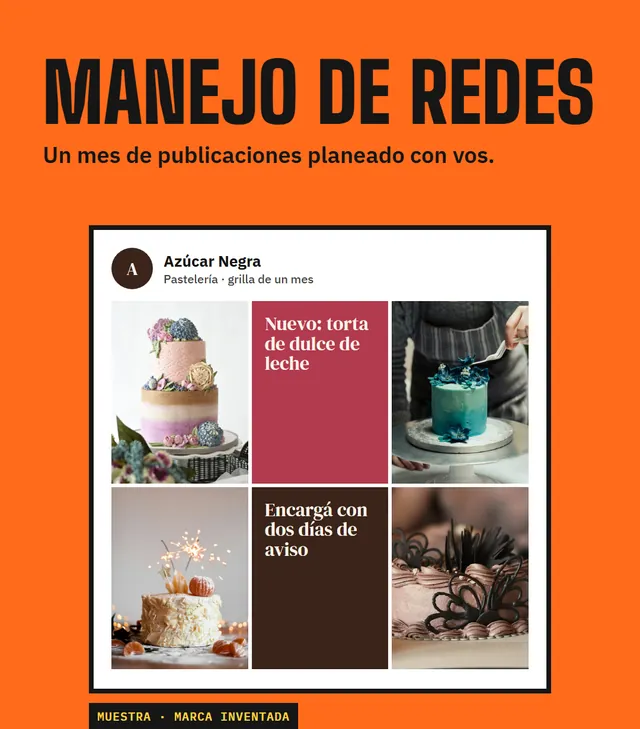 MANEJO DE REDES
Un mes de publicaciones planeado con vos.
A
Azúcar Negra
Pastelería · grilla de un mes
Nuevo: torta
de dulce de
leche
Encargá con
dos días de
aviso
MUESTRA · MARCA INVENTADA